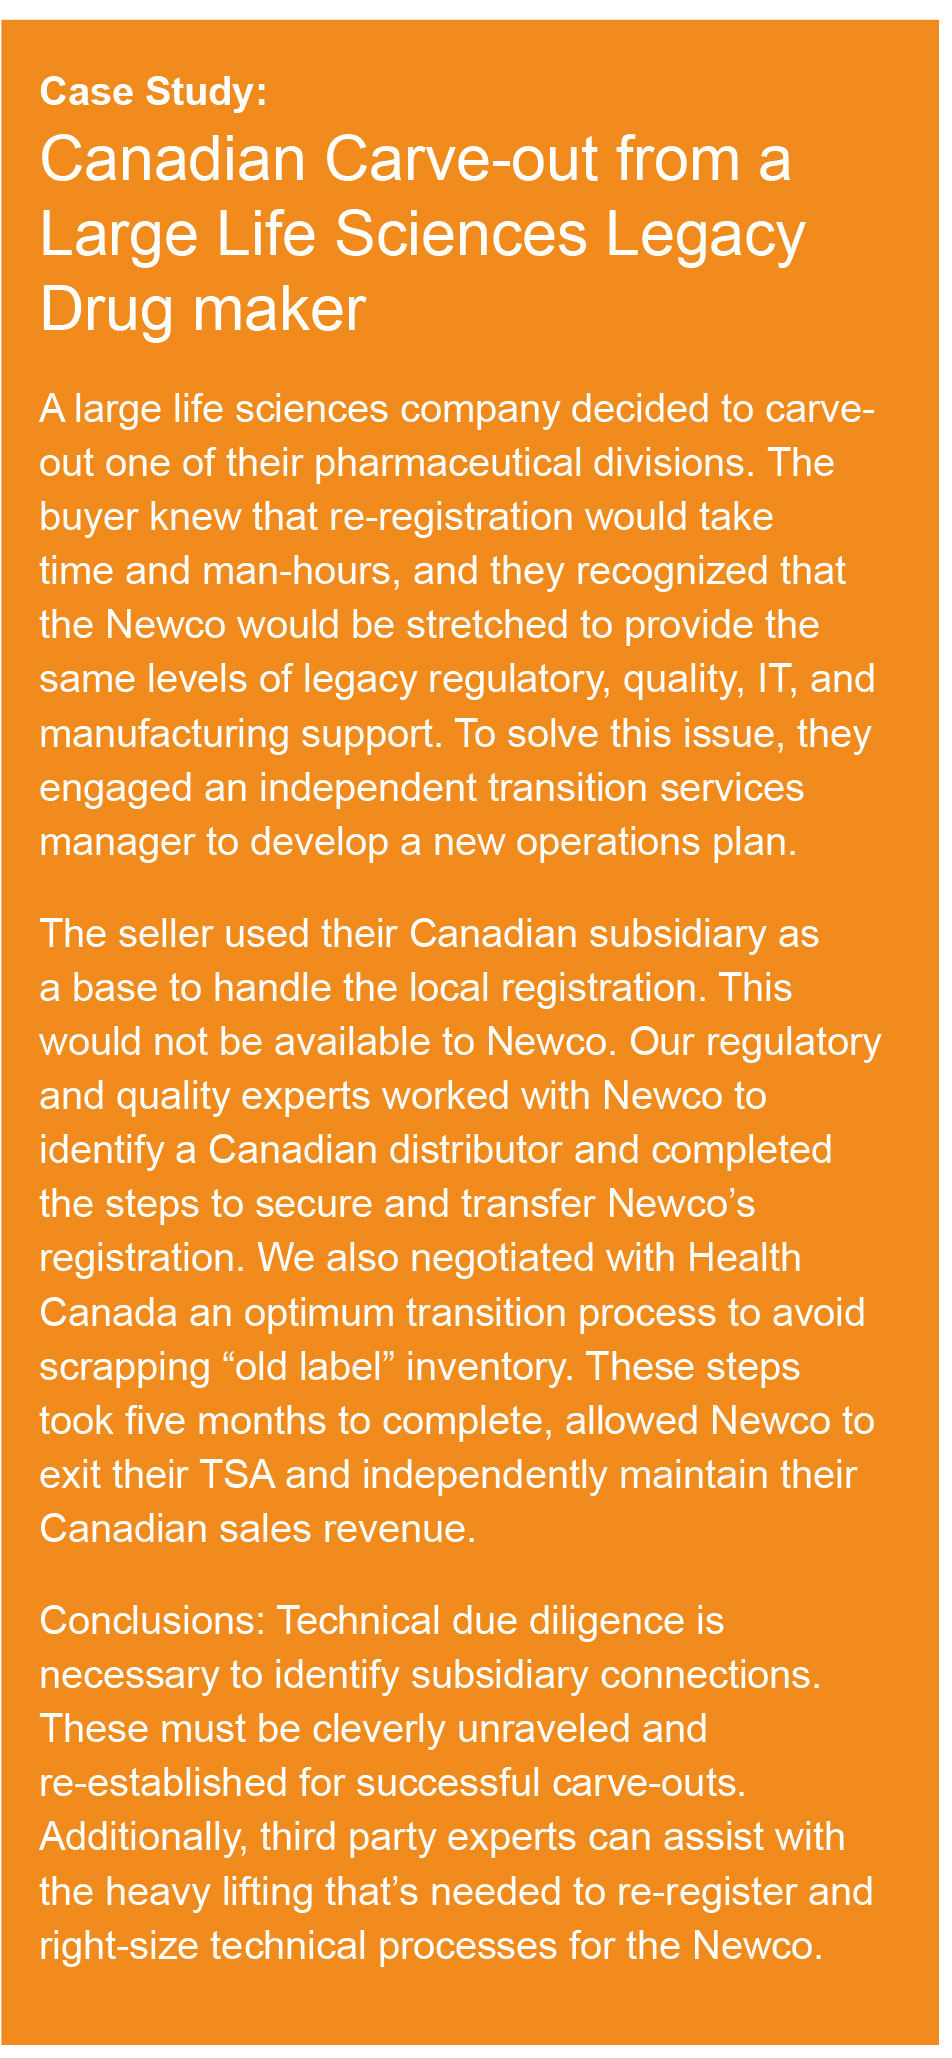 Case Study:
Canadian Carve-out from a
Large Life Sciences Legacy
Drug maker
A large life sciences company decided to carve-
out one of their pharmaceutical divisions. The
buyer knew that re-registration would take
time and man-hours, and they recognized that
the Newco would be stretched to provide the
same levels of legacy regulatory, quality, IT, and
manufacturing support. To solve this issue, they
engaged an independent transition services
manager to develop a new operations plan.
The seller used their Canadian subsidiary as
a base to handle the local registration. This
would not be available to Newco. Our regulatory
and quality experts worked with Newco to
identify a Canadian distributor and completed
the steps to secure and transfer Newco’s
registration. We also negotiated with Health
Canada an optimum transition process to avoid
scrapping “old label” inventory. These steps
took five months to complete, allowed Newco to
exit their TSA and independently maintain their
Canadian sales revenue.
Conclusions: Technical due diligence is
necessary to identify subsidiary connections.
These must be cleverly unraveled and
re-established for successful carve-outs.
Additionally, third party experts can assist with
the heavy lifting that’s needed to re-register and
right-size technical processes for the Newco.